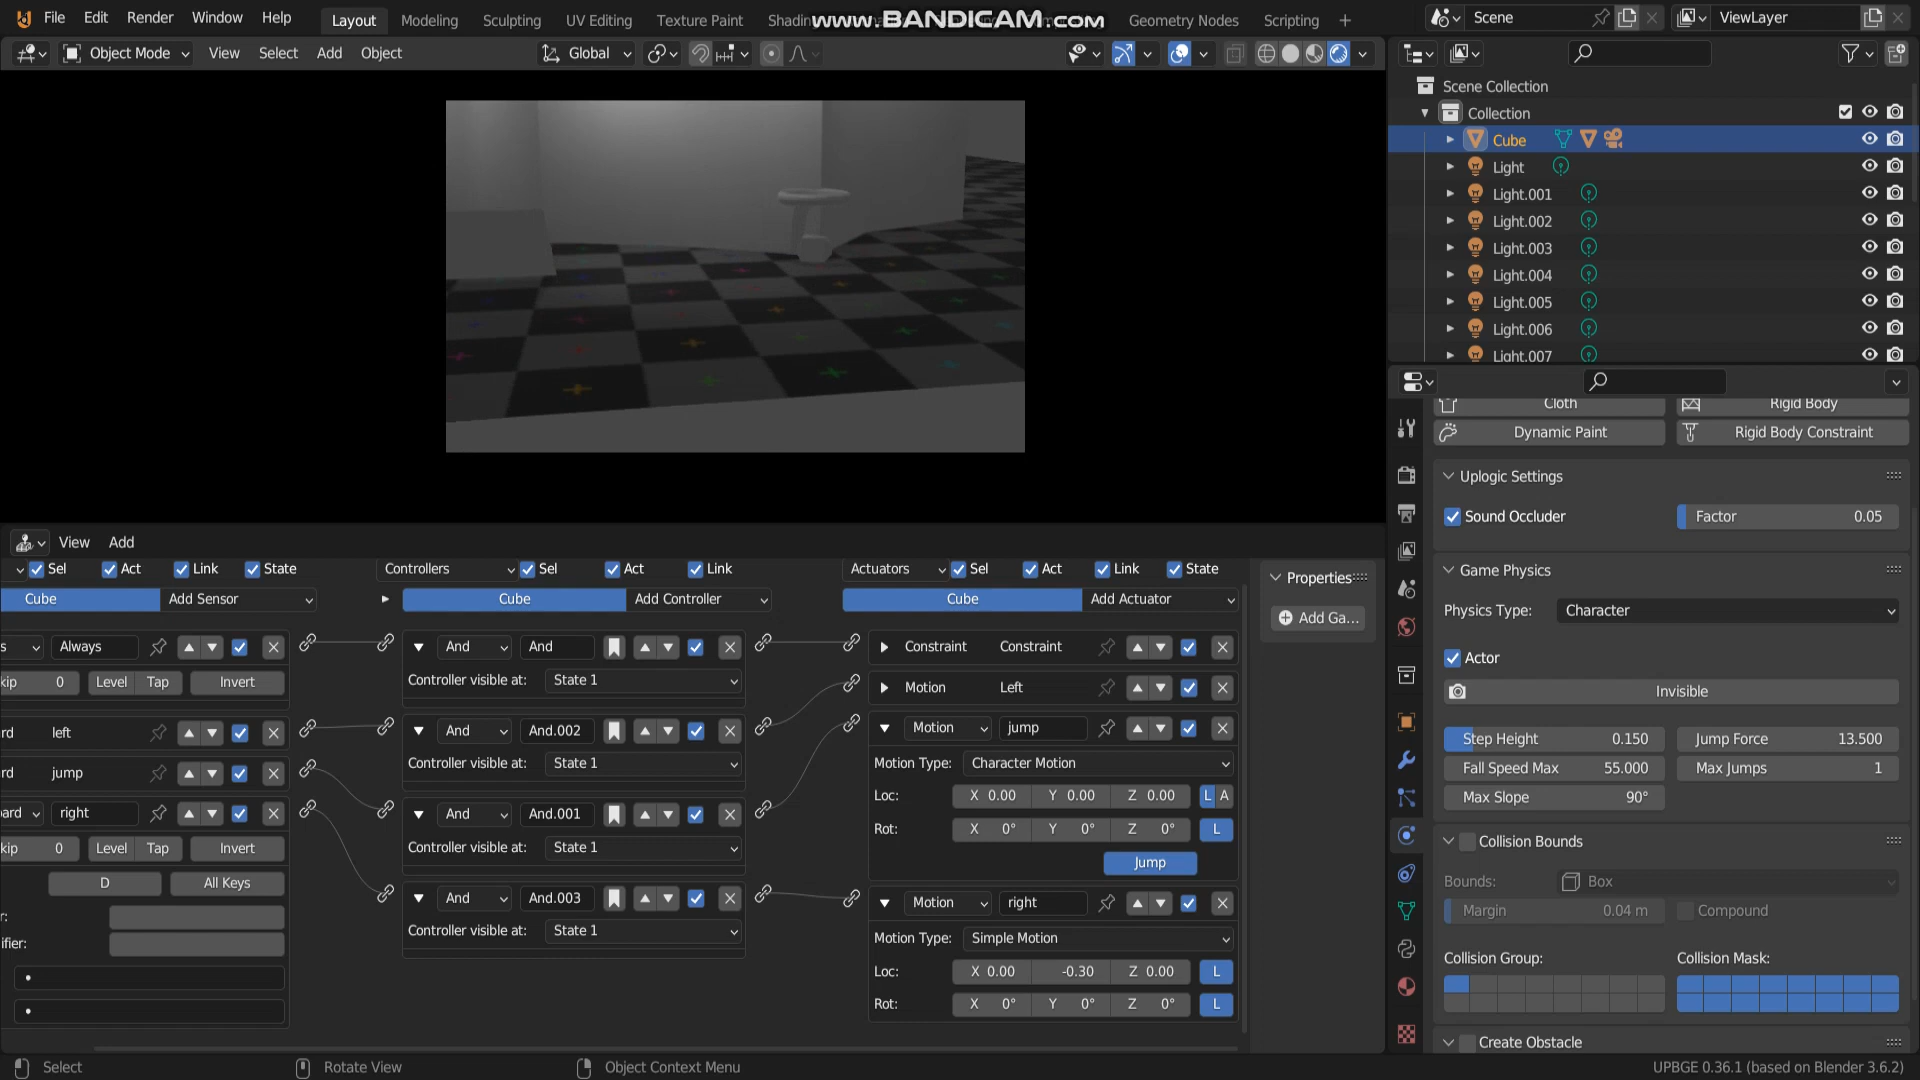 File Edit Render Window Help Layout Modeling Sculpting UV Editing Texture Paint Shadin www.BANDICAM.com Geometry Nodes Scripting + Scene ViewLayer
Object Mode View Select Add Object Global
Scene Collection
Collection
Cube
Light
Light.001
Light.002
Light.003
Light.004
Light.005
Light.006
Light.007
Cloth Rigid Body
Dynamic Paint Rigid Body Constraint
Uplogic Settings
Sound Occluder Factor 0.05
Game Physics
Physics Type: Character
Actor
Invisible
Step Height 0.150 Jump Force 13.500
Fall Speed Max 55.000 Max Jumps 1
Max Slope 90°
Collision Bounds
Bounds: Box
Margin 0.04 m Compound
Collision Group: Collision Mask:
Create Obstacle
View Add
Sel Act Link State Controllers Sel Act Link Actuators Sel Act Link State
Cube Add Sensor Cube Add Controller Cube Add Actuator
Properties
Add Ga...
s Always And And Constraint Constraint
kip 0 Level Tap Invert Controller visible at: State 1 Motion Left
rd left And And.002 Motion jump
rd jump Controller visible at: State 1 Motion Type: Character Motion
ard right And And.001 Loc: X 0.00 Y 0.00 Z 0.00 L A
kip 0 Level Tap Invert Controller visible at: State 1 Rot: X 0° Y 0° Z 0° L
Jump
D All Keys And And.003 Motion right
r: Controller visible at: State 1 Motion Type: Simple Motion
ifier: Loc: X 0.00 -0.30 Z 0.00 L
Rot: X 0° Y 0° Z 0° L
Select Rotate View Object Context Menu UPBGE 0.36.1 (based on Blender 3.6.2)